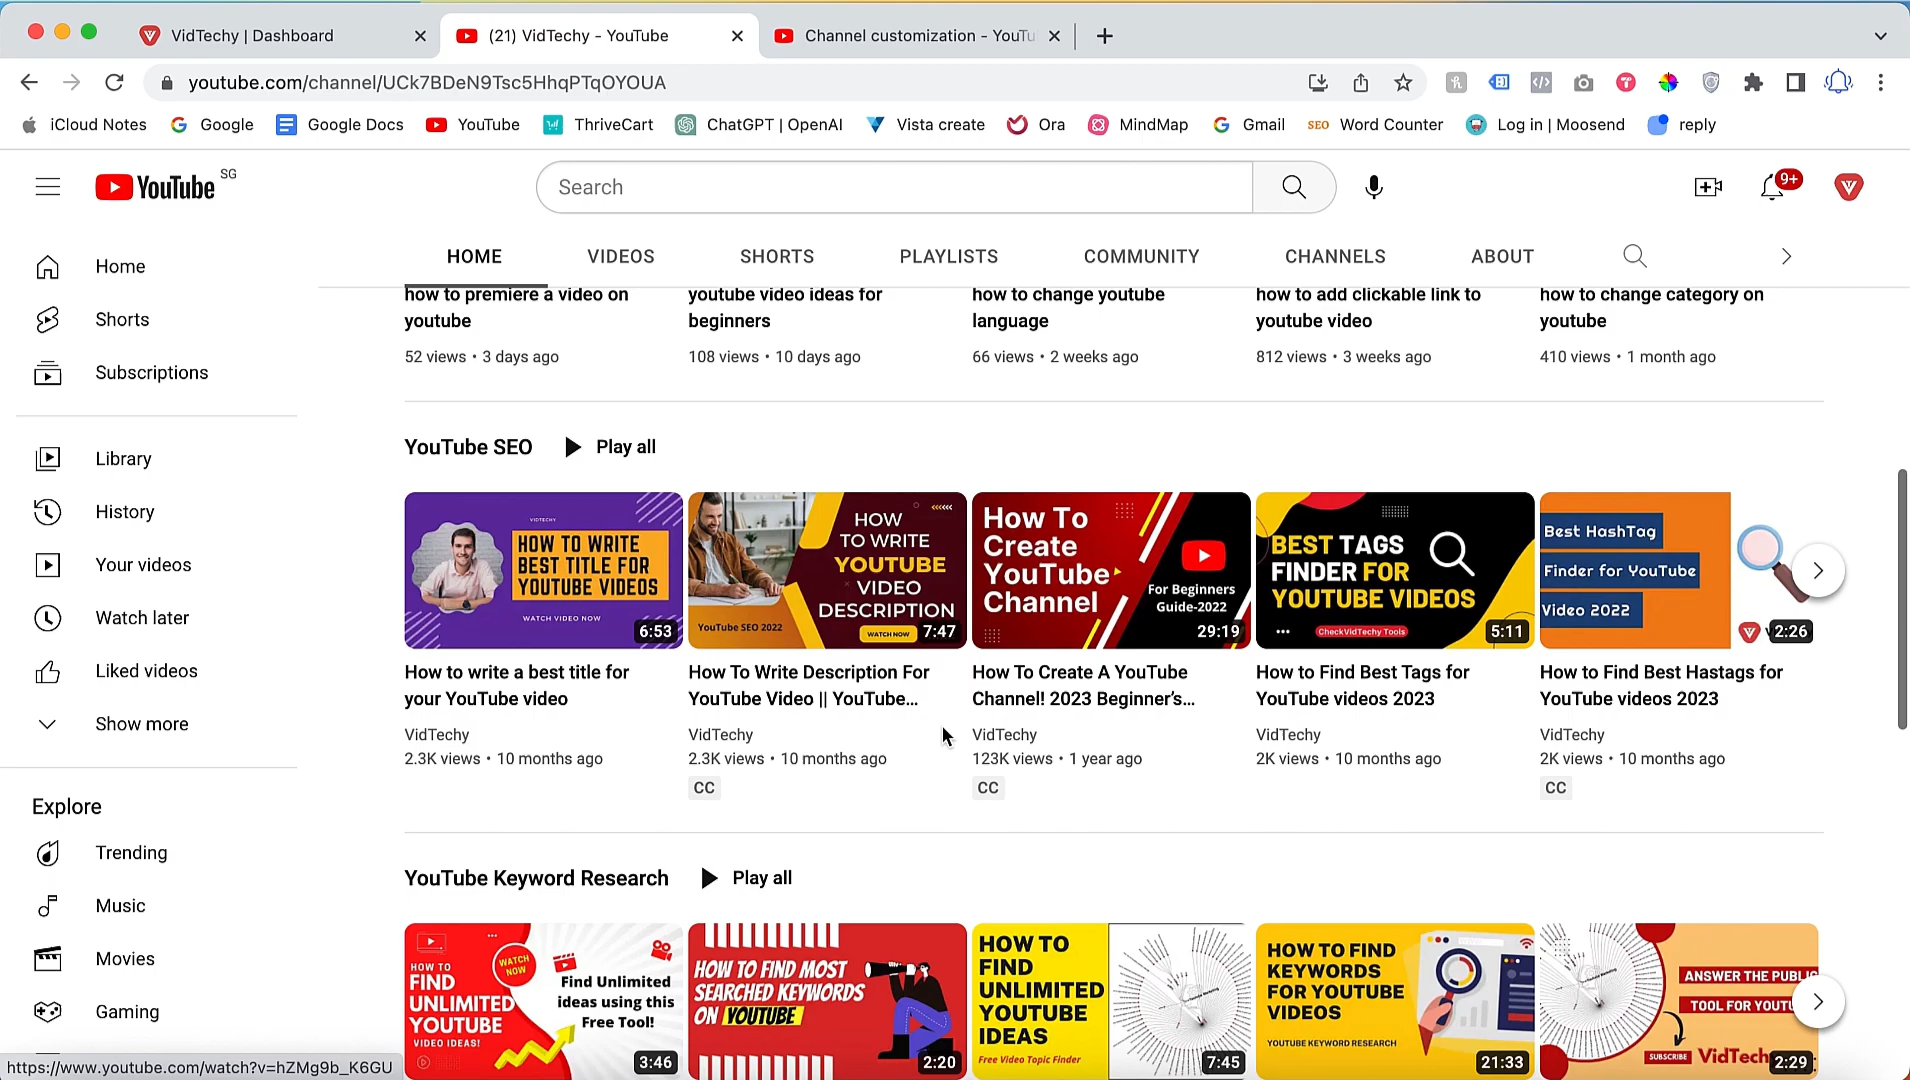 VidTechy | Dashboard
(21) VidTechy - YouTube
Channel customization - YouTu
youtube.com/channel/UCk7BDeN9Tsc5HhqPTqOYOUA
iCloud Notes
Google
Google Docs
YouTube
ThriveCart
ChatGPT | OpenAI
Vista create
Ora
MindMap
Gmail
SEO Word Counter
Log in | Moosend
reply
YouTube SG
Search
9+
HOME
VIDEOS
SHORTS
PLAYLISTS
COMMUNITY
CHANNELS
ABOUT
Home
Shorts
Subscriptions
Library
History
Your videos
Watch later
Liked videos
Show more
Explore
Trending
Music
Movies
Gaming
https://www.youtube.com/watch?v=hZMg9b_K6GU
how to premiere a video on
youtube
52 views • 3 days ago
youtube video ideas for
beginners
108 views • 10 days ago
how to change youtube
language
66 views • 2 weeks ago
how to add clickable link to
youtube video
812 views • 3 weeks ago
how to change category on
youtube
410 views • 1 month ago
YouTube SEO
Play all
VIDTECHY
HOW TO WRITE
BEST TITLE FOR
YOUTUBE VIDEOS
WATCH VIDEO NOW
6:53
How to write a best title for
your YouTube video
VidTechy
2.3K views • 10 months ago
HOW
TO WRITE
YOUTUBE
VIDEO
DESCRIPTION
YouTube SEO 2022
WATCH NOW
7:47
How To Write Description For
YouTube Video || YouTube...
VidTechy
2.3K views • 10 months ago
CC
How To
Create
YouTube
Channel
For Beginners
Guide-2022
29:19
How To Create A YouTube
Channel! 2023 Beginner's...
VidTechy
123K views • 1 year ago
CC
BEST TAGS
FINDER FOR
YOUTUBE VIDEOS
CheckVidTechy Tools
5:11
How to Find Best Tags for
YouTube videos 2023
VidTechy
2K views • 10 months ago
Best HashTag
Finder for YouTube
Video 2022
2:26
How to Find Best Hastags for
YouTube videos 2023
VidTechy
2K views • 10 months ago
CC
YouTube Keyword Research
Play all
HOW TO
FIND
UNLIMITED
YOUTUBE
VIDEO IDEAS!
WATCH
NOW
Find Unlimited
ideas using this
Free Tool!
3:46
HOW TO FIND MOST
SEARCHED KEYWORDS
ON YOUTUBE
2:20
HOW TO
FIND
UNLIMITED
YOUTUBE
IDEAS
Free Video Topic Finder
7:45
HOW TO FIND
KEYWORDS
FOR YOUTUBE
VIDEOS
YOUTUBE KEYWORD RESEARCH
21:33
ANSWER THE PUBLIC
TOOL FOR YOUTU
SUBSCRIBE
VidTech
2:29